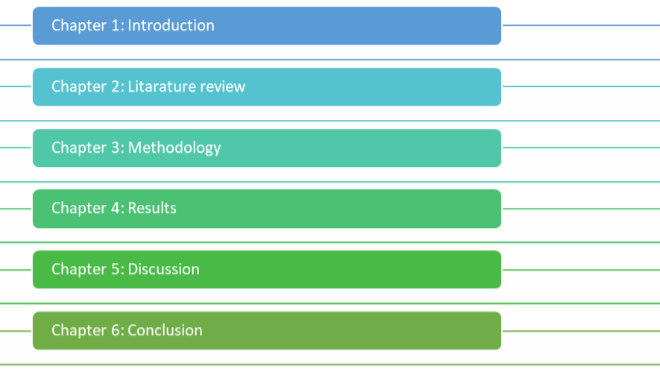 Chapter 1: Introduction
Chapter 2: Litarature review
Chapter 3: Methodology
Chapter 4: Results
Chapter 5: Discussion
Chapter 6: Conclusion